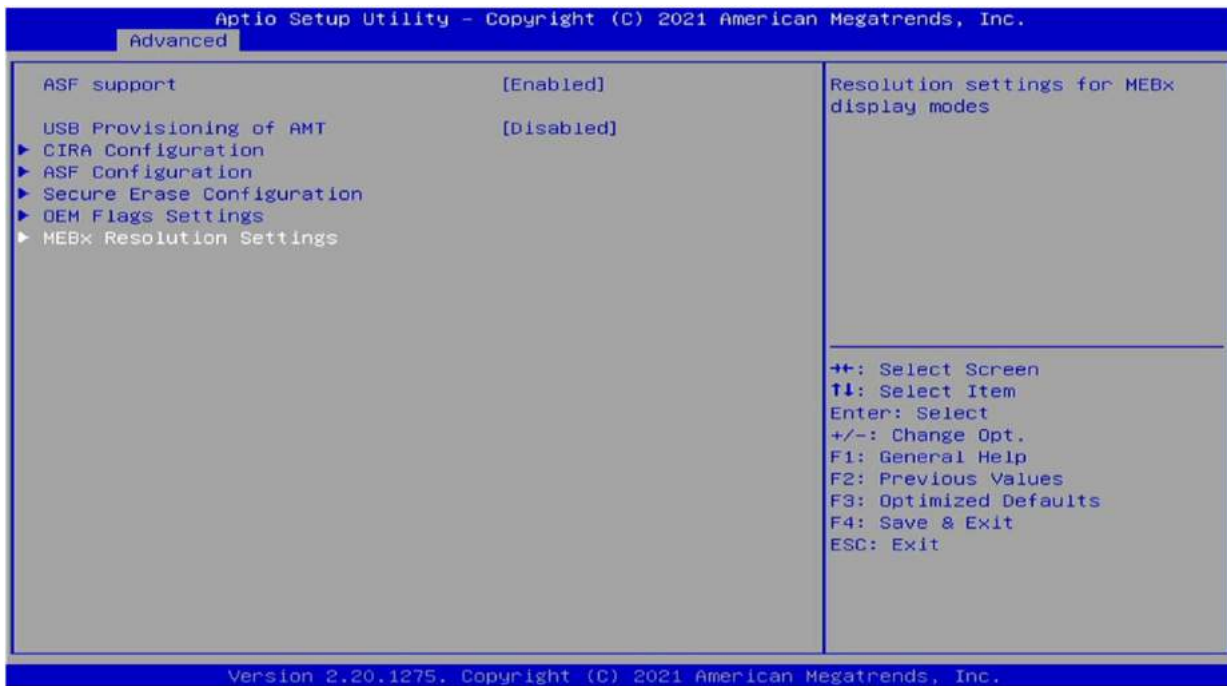 Aptio Setup Utility - Copyright (C) 2021 American Megatrends, Inc.
Advanced
ASF support [Enabled]
USB Provisioning of AMT [Disabled]
▶ CIRA Configuration
▶ ASF Configuration
▶ Secure Erase Configuration
▶ OEM Flags Settings
▶ MEBx Resolution Settings
Resolution settings for MEBx
display modes
→←: Select Screen
↑↓: Select Item
Enter: Select
+/-: Change Opt.
F1: General Help
F2: Previous Values
F3: Optimized Defaults
F4: Save & Exit
ESC: Exit
Version 2.20.1275. Copyright (C) 2021 American Megatrends, Inc.